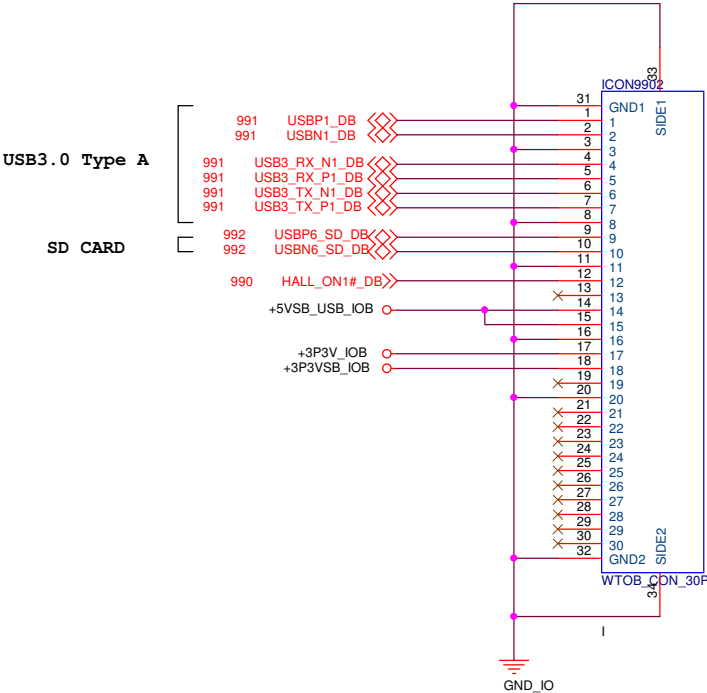 33
ICON9902
SIDE1
31 GND1
991 USBP1_DB 1 1
991 USBN1_DB 2 2
3 3
USB3.0 Type A
991 USB3_RX_N1_DB 4 4
991 USB3_RX_P1_DB 5 5
991 USB3_TX_N1_DB 6 6
991 USB3_TX_P1_DB 7 7
8 8
992 USBP6_SD_DB 9 9
SD CARD
992 USBN6_SD_DB 10 10
11 11
990 HALL_ON1#_DB 12 12
13 13
+5VSB_USB_IOB 14 14
15 15
16 16
+3P3V_IOB 17 17
+3P3VSB_IOB 18 18
19 19
20 20
21 21
22 22
23 23
24 24
25 25
26 26
27 27
28 28
29 29
30 30
32 GND2
SIDE2
WTOB_CON_30P
34
I
GND_IO